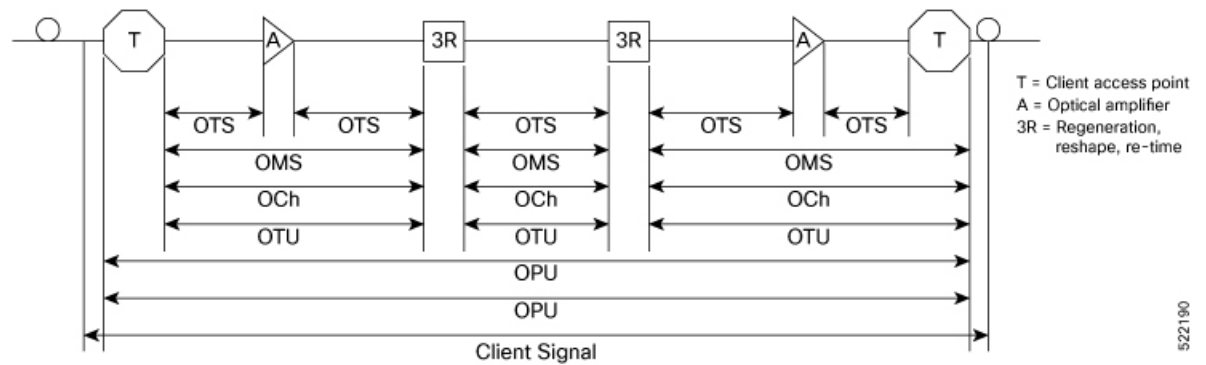 T A 3R 3R A T
T = Client access point
A = Optical amplifier
3R = Regeneration,
reshape, re-time
OTS OTS OTS OTS OTS
OMS OMS OMS
OCh OCh OCh
OTU OTU OTU
OPU
OPU
Client Signal
522190